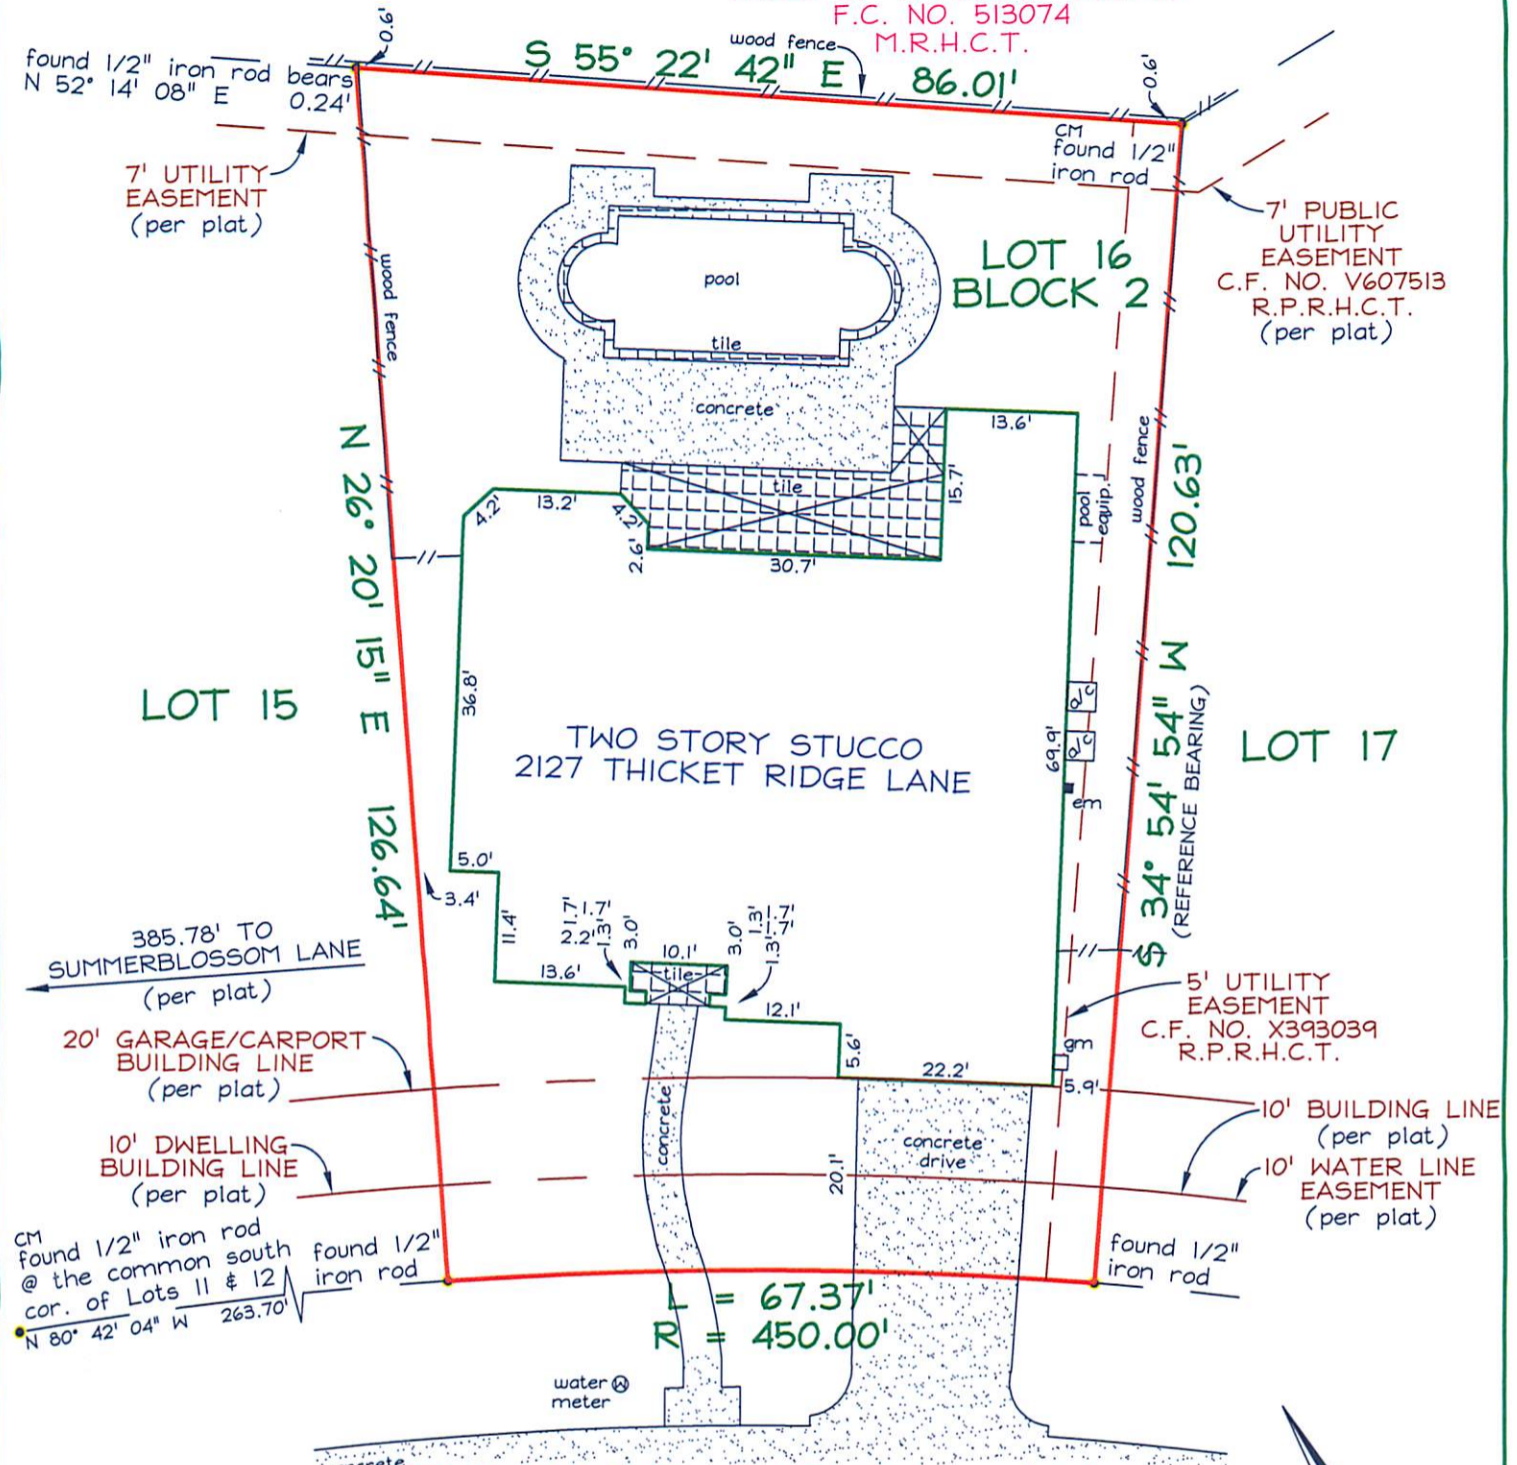 F.C. NO. 513074
M.R.H.C.T.
wood fence
S 55° 22' 42" E 86.01'
0.6'
0.6'
found 1/2" iron rod bears
N 52° 14' 08" E 0.24'
CM
found 1/2"
iron rod
7' UTILITY
EASEMENT
(per plat)
7' PUBLIC
UTILITY
EASEMENT
C.F. NO. V607513
R.P.R.H.C.T.
(per plat)
LOT 16
BLOCK 2
wood fence
pool
tile
concrete
13.6'
15.7'
tile
pool
equip.
wood fence
4.2'
13.2'
4.2'
2.6'
30.7'
N 26° 20' 15" E 126.64'
120.63'
S 34° 54' 54" W
(REFERENCE BEARING)
36.8'
69.9'
LOT 15
LOT 17
TWO STORY STUCCO
2127 THICKET RIDGE LANE
a/c
a/c
em
5.0'
3.4'
11.4'
13.6'
1.7'
1.7'
2.2'
1.3'
3.0'
10.1'
tile
3.0'
1.3'
1.7'
1.3'
1.7'
12.1'
5.6'
22.2'
gm
5.9'
385.78' TO
SUMMERBLOSSOM LANE
(per plat)
5' UTILITY
EASEMENT
C.F. NO. X393039
R.P.R.H.C.T.
20' GARAGE/CARPORT
BUILDING LINE
(per plat)
10' DWELLING
BUILDING LINE
(per plat)
concrete
concrete
drive
20.1'
10' BUILDING LINE
(per plat)
10' WATER LINE
EASEMENT
(per plat)
CM
found 1/2" iron rod
@ the common south
cor. of Lots 11 & 12
N 80° 42' 04" W 263.70'
found 1/2"
iron rod
found 1/2"
iron rod
L = 67.37'
R = 450.00'
water
meter
W